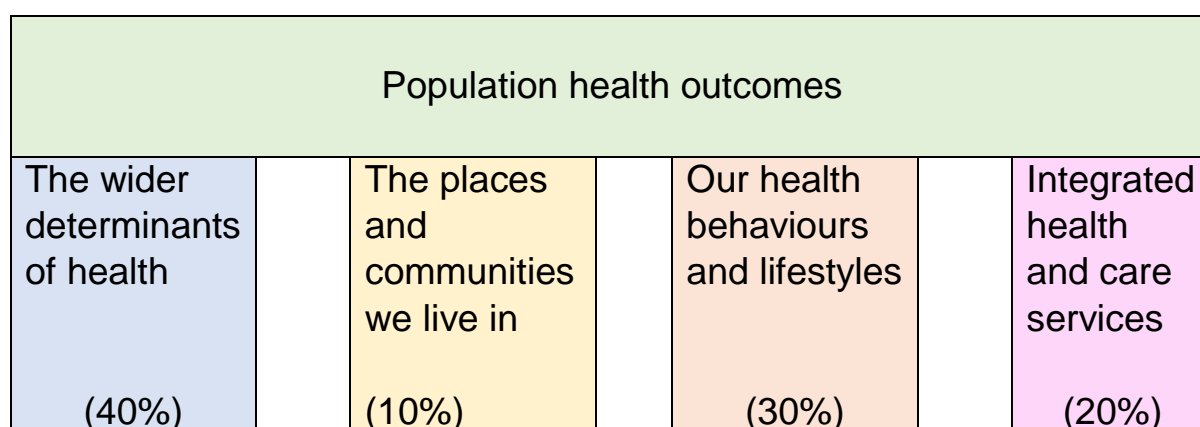 Population health outcomes
The wider
determinants
of health
(40%)
The places
and
communities
we live in
(10%)
Our health
behaviours
and lifestyles
(30%)
Integrated
health
and care
services
(20%)